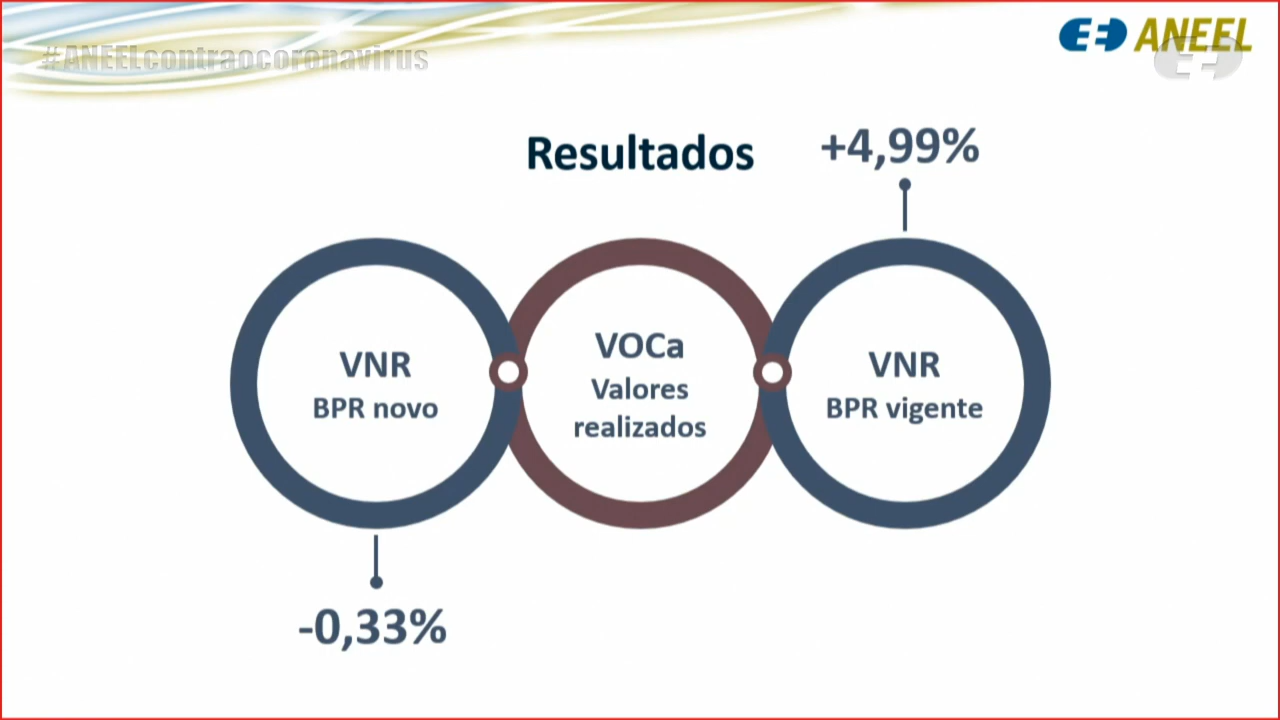 #ANEELcontraocoronavirus
ANEEL
Resultados
+4,99%
VNR
BPR novo
VOCa
Valores
realizados
VNR
BPR vigente
-0,33%